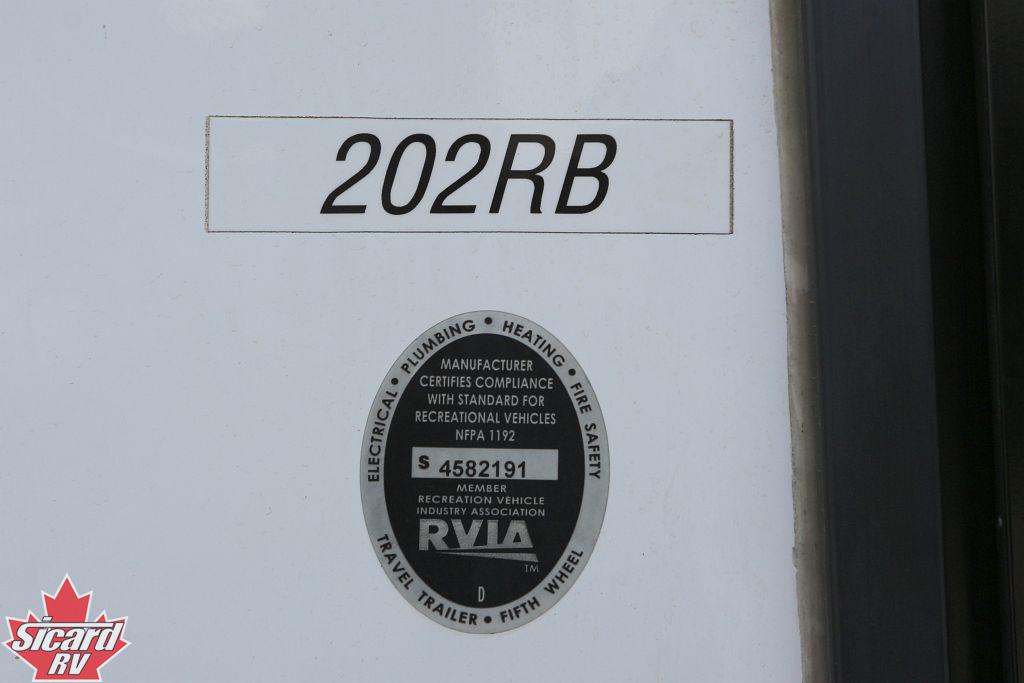 202RB
ELECTRICAL • PLUMBING • HEATING • FIRE SAFETY
MANUFACTURER
CERTIFIES COMPLIANCE
WITH STANDARD FOR
RECREATIONAL VEHICLES
NFPA 1192
S 4582191
MEMBER
RECREATION VEHICLE
INDUSTRY ASSOCIATION
RVIA
TM
D
TRAVEL TRAILER • FIFTH WHEEL
Sicard
RV